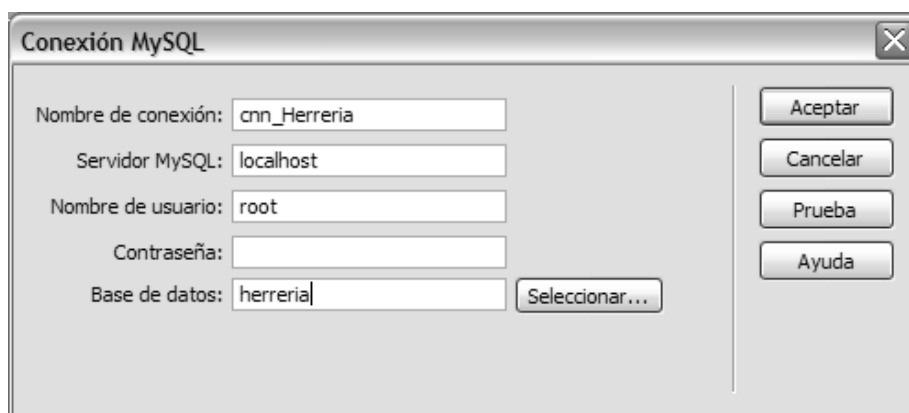 Conexión MySQL
Nombre de conexión: cnn_Herreria
Servidor MySQL: localhost
Nombre de usuario: root
Contraseña:
Base de datos: herreria Seleccionar...
Aceptar
Cancelar
Prueba
Ayuda